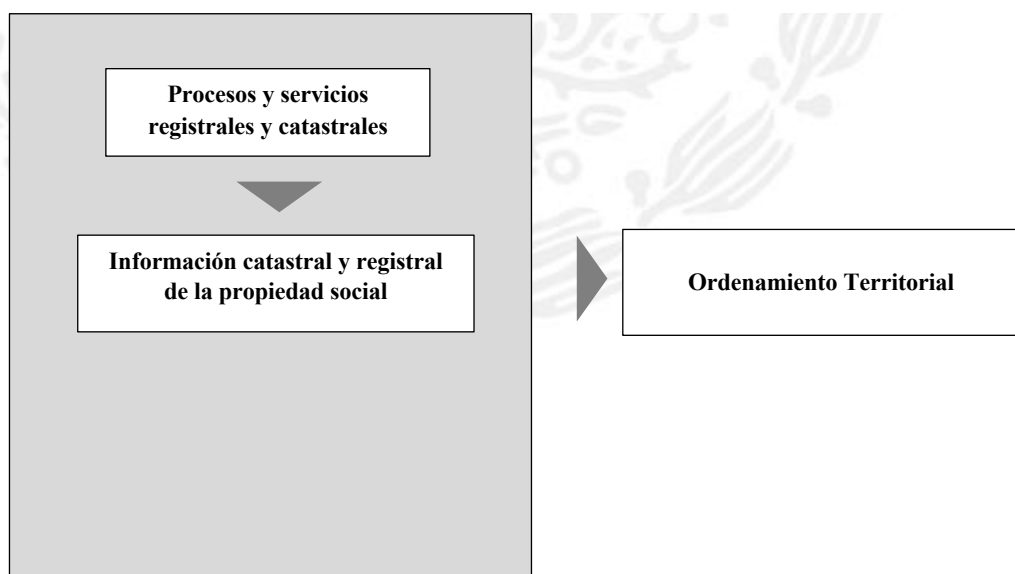 Procesos y servicios
registrales y catastrales
Información catastral y registral
de la propiedad social
Ordenamiento Territorial